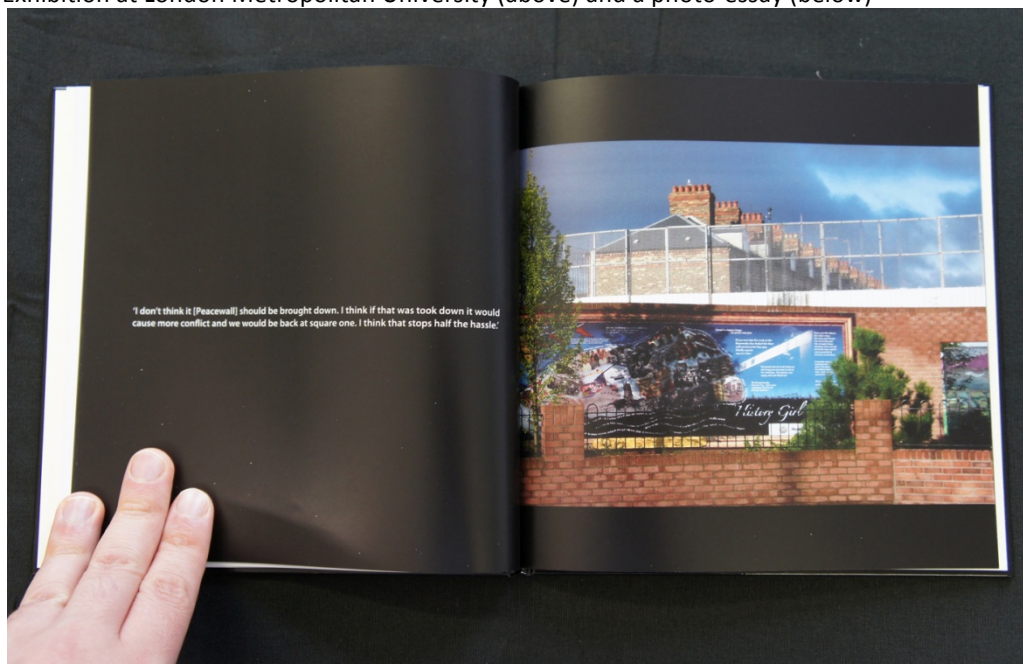 Exhibition at London Metropolitan University (above) and a photo-essay (below)
'I don't think it [Peacewall] should be brought down. I think if that was took down it would
cause more conflict and we would be back at square one. I think that stops half the hassle.'
History Girl